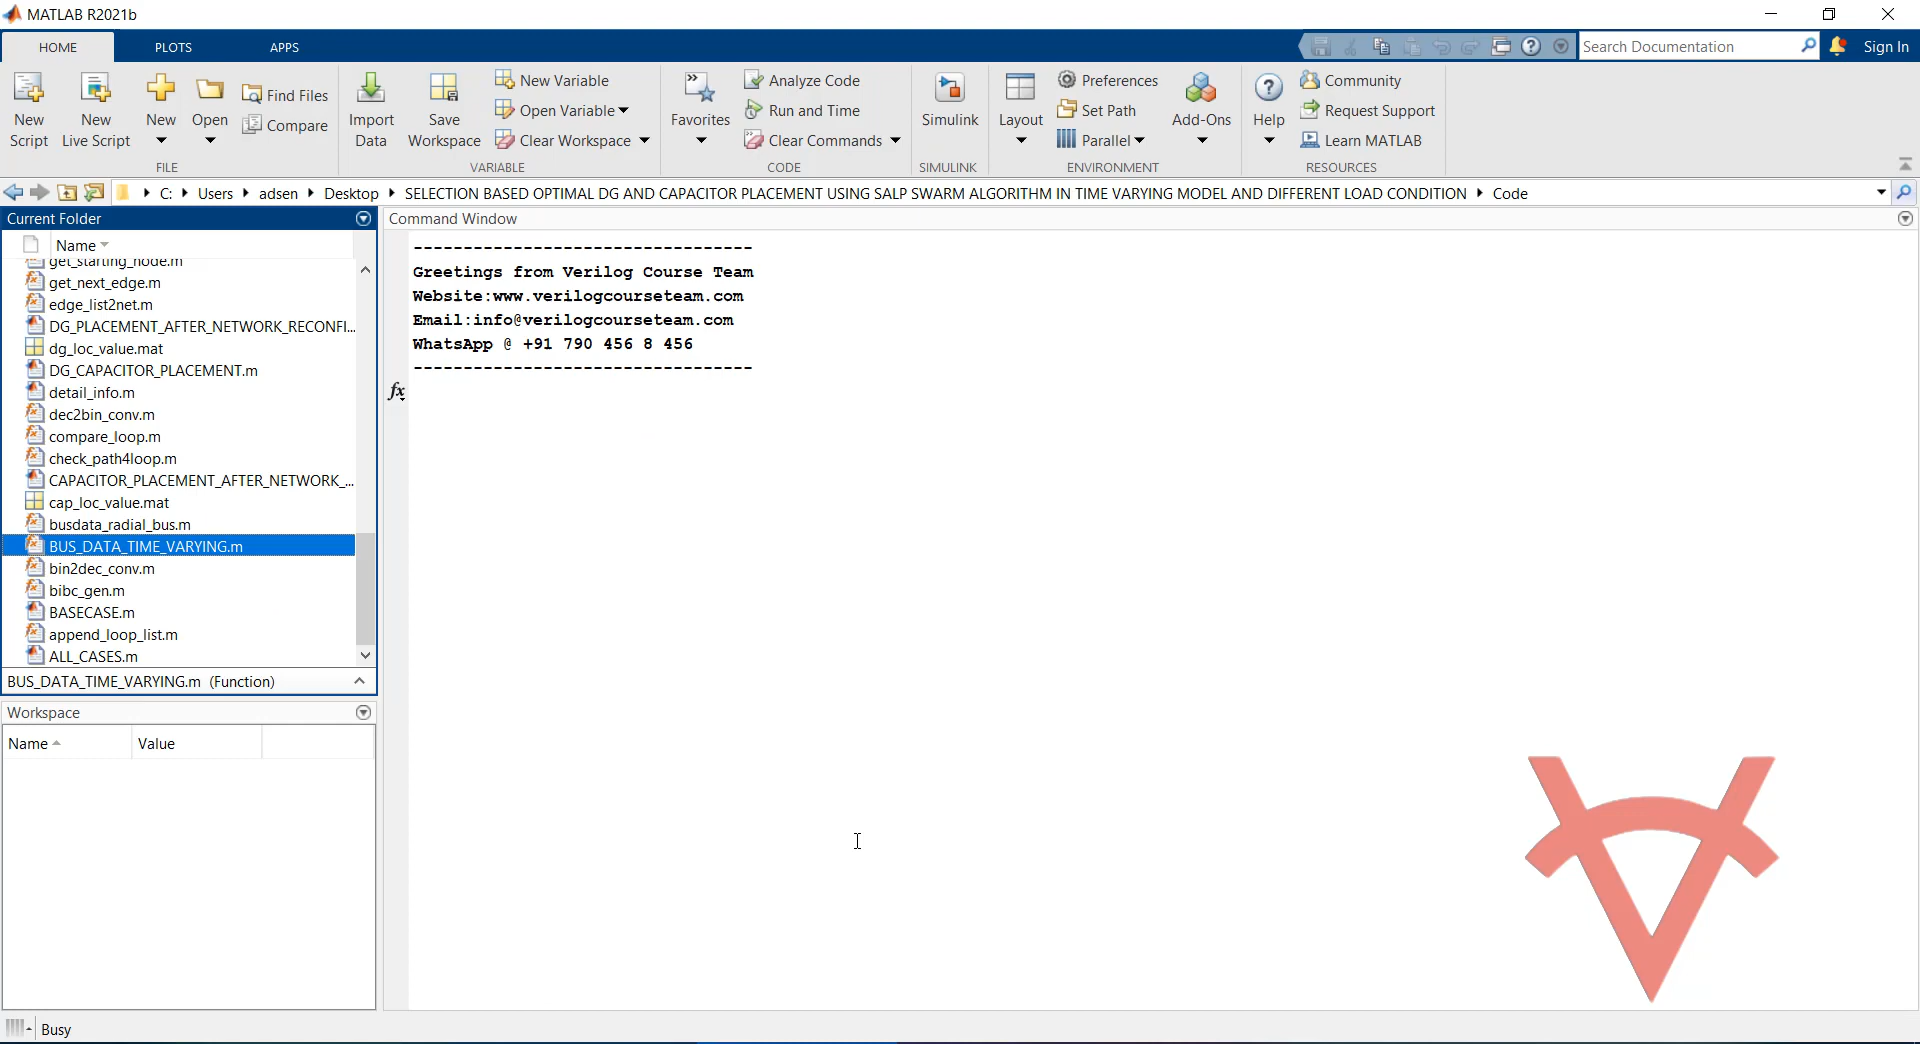 MATLAB R2021b
HOME PLOTS APPS
Search Documentation
Sign In
New Script
New Live Script
New
Open
Find Files
Compare
FILE
Import Data
Save Workspace
New Variable
Open Variable
Clear Workspace
VARIABLE
Favorites
Analyze Code
Run and Time
Clear Commands
CODE
Simulink
SIMULINK
Layout
Preferences
Set Path
Parallel
Add-Ons
ENVIRONMENT
Help
Community
Request Support
Learn MATLAB
RESOURCES
C: Users adsen Desktop SELECTION BASED OPTIMAL DG AND CAPACITOR PLACEMENT USING SALP SWARM ALGORITHM IN TIME VARYING MODEL AND DIFFERENT LOAD CONDITION Code
Current Folder
Name
get_starting_node.m
get_next_edge.m
edge_list2net.m
DG_PLACEMENT_AFTER_NETWORK_RECONFI...
dg_loc_value.mat
DG_CAPACITOR_PLACEMENT.m
detail_info.m
dec2bin_conv.m
compare_loop.m
check_path4loop.m
CAPACITOR_PLACEMENT_AFTER_NETWORK_...
cap_loc_value.mat
busdata_radial_bus.m
BUS_DATA_TIME_VARYING.m
bin2dec_conv.m
bibc_gen.m
BASECASE.m
append_loop_list.m
ALL_CASES.m
BUS_DATA_TIME_VARYING.m (Function)
Workspace
Name Value
Command Window
----------------------------------
Greetings from Verilog Course Team
Website:www.verilogcourseteam.com
Email:info@verilogcourseteam.com
WhatsApp @ +91 790 456 8 456
----------------------------------
fx
Busy